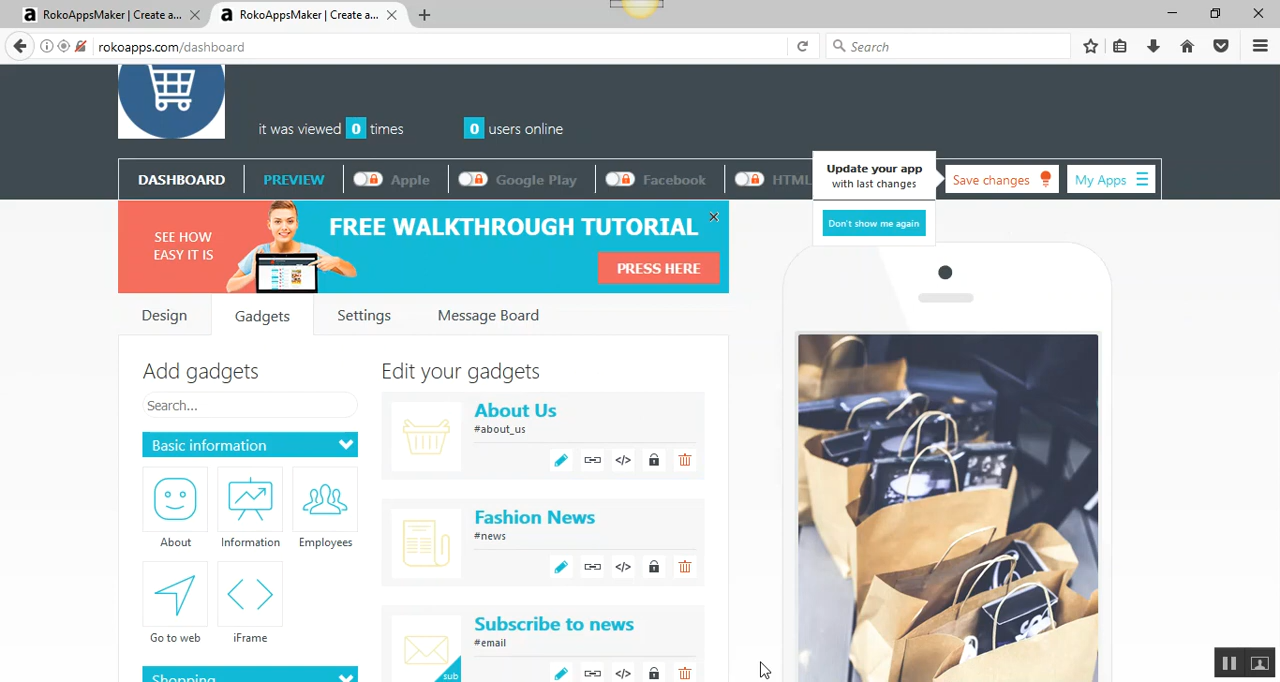 RokoAppsMaker | Create a...
RokoAppsMaker | Create a...
rokoapps.com/dashboard
Search
it was viewed 0 times
0 users online
DASHBOARD
PREVIEW
Apple
Google Play
Facebook
HTML
Update your app
with last changes
Don't show me again
Save changes
My Apps
SEE HOW
EASY IT IS
FREE WALKTHROUGH TUTORIAL
PRESS HERE
Design
Gadgets
Settings
Message Board
Add gadgets
Search...
Basic information
About
Information
Employees
Go to web
iFrame
Shopping
Edit your gadgets
About Us
#about_us
Fashion News
#news
Subscribe to news
#email
sub